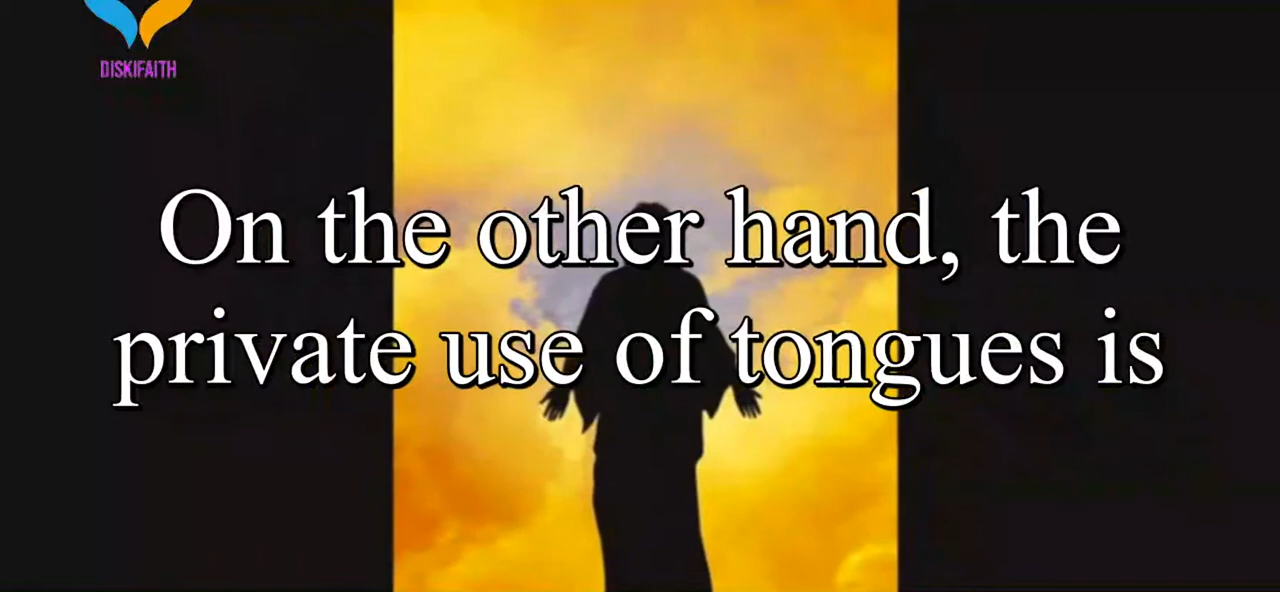 DISKIFAITH
On the other hand, the
private use of tongues is